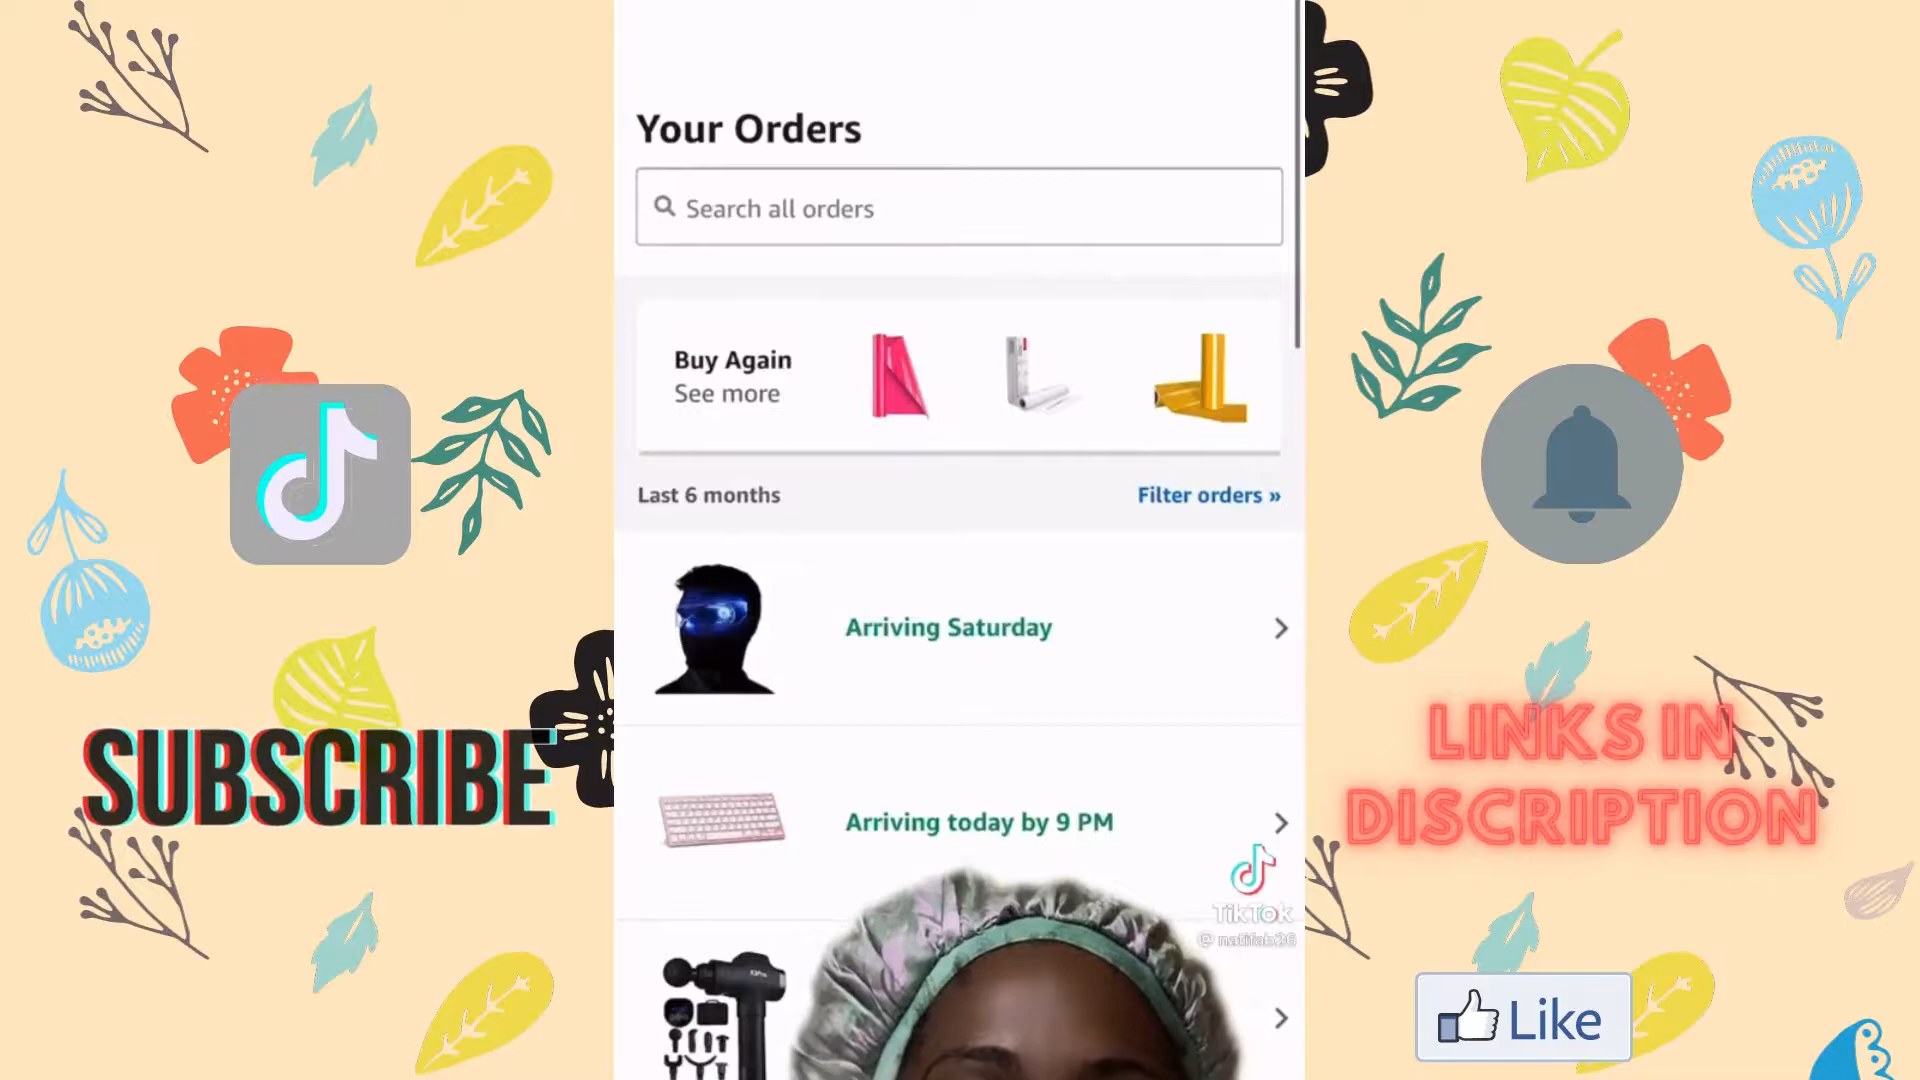 Your Orders
Search all orders
Buy Again
See more
Last 6 months
Filter orders »
Arriving Saturday
Arriving today by 9 PM
TikTok
@ natifab26
SUBSCRIBE
LINKS IN
DISCRIPTION
Like